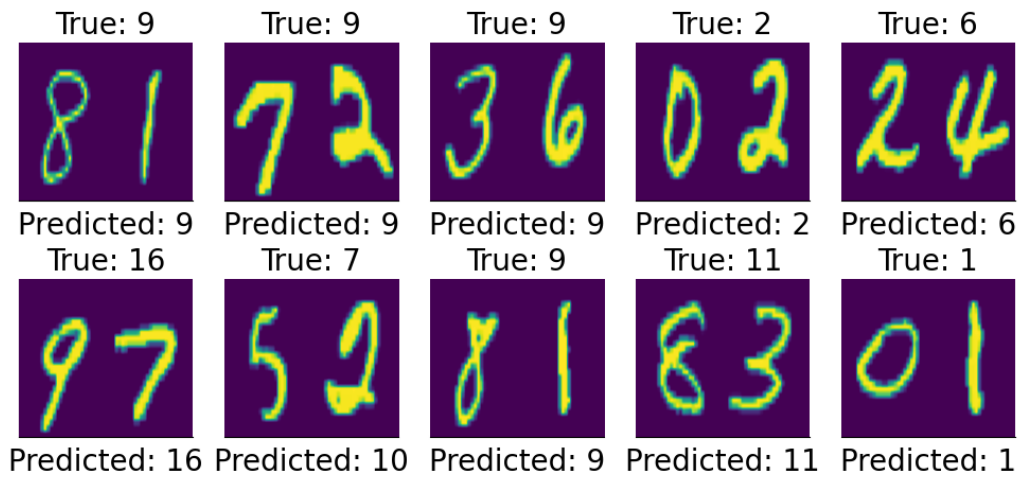 True: 9 True: 9 True: 9 True: 2 True: 6
8 1 7 2 3 6 0 2 2 4
Predicted: 9 Predicted: 9 Predicted: 9 Predicted: 2 Predicted: 6
True: 16 True: 7 True: 9 True: 11 True: 1
9 7 5 2 8 1 8 3 0 1
Predicted: 16 Predicted: 10 Predicted: 9 Predicted: 11 Predicted: 1